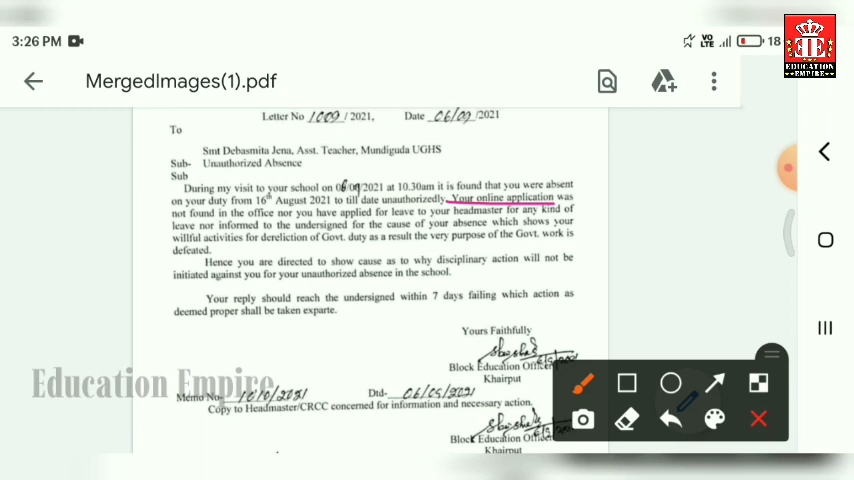 3:26 PM
VO LTE
18
EDUCATION EMPIRE
MergedImages(1).pdf
Letter No 1009/2021, Date 06/09/2021
To
Smt Debasmita Jena, Asst. Teacher, Mundiguda UGHS
Sub- Unauthorized Absence
Sub
During my visit to your school on 06/09/2021 at 10.30am it is found that you were absent
on your duty from 16th August 2021 to till date unauthorizedly. Your online application was
not found in the office nor you have applied for leave to your headmaster for any kind of
leave nor informed to the undersigned for the cause of your absence which shows your
willful activities for dereliction of Govt. duty as a result the very purpose of the Govt. work is
defeated.
Hence you are directed to show cause as to why disciplinary action will not be
initiated against you for your unauthorized absence in the school.
Your reply should reach the undersigned within 7 days failing which action as
deemed proper shall be taken exparte.
Yours Faithfully
Block Education Officer
Khairput
Education Empire
Memo No- 1010/2021 Dtd- 06/09/2021
Copy to Headmaster/CRCC concerned for information and necessary action.
Block Education Officer
Khairput